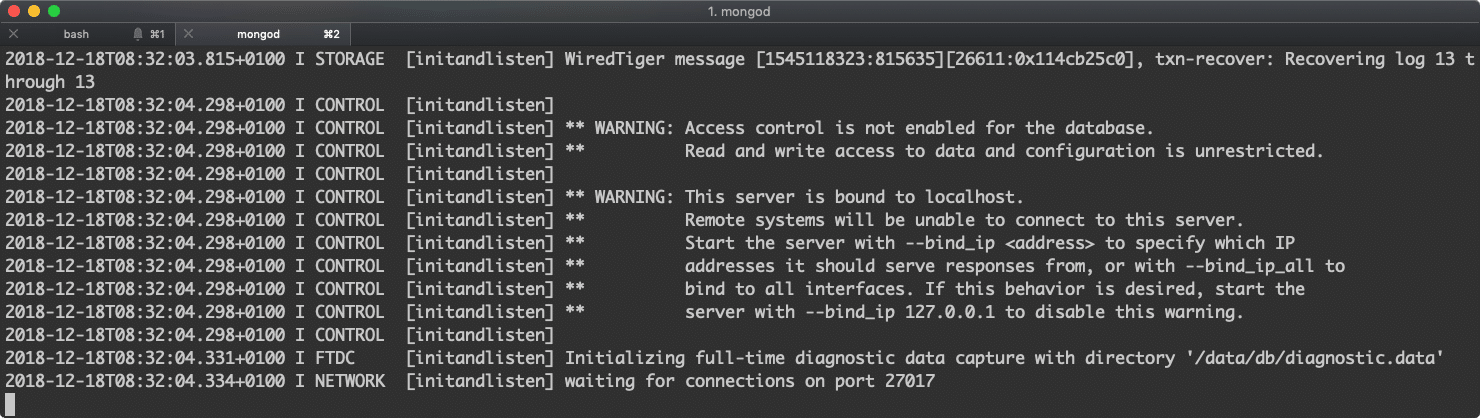 1. mongod
bash ⌘1 mongod ⌘2
2018-12-18T08:32:03.815+0100 I STORAGE  [initandlisten] WiredTiger message [1545118323:815635][26611:0x114cb25c0], txn-recover: Recovering log 13 t
hrough 13
2018-12-18T08:32:04.298+0100 I CONTROL  [initandlisten]
2018-12-18T08:32:04.298+0100 I CONTROL  [initandlisten] ** WARNING: Access control is not enabled for the database.
2018-12-18T08:32:04.298+0100 I CONTROL  [initandlisten] **          Read and write access to data and configuration is unrestricted.
2018-12-18T08:32:04.298+0100 I CONTROL  [initandlisten]
2018-12-18T08:32:04.298+0100 I CONTROL  [initandlisten] ** WARNING: This server is bound to localhost.
2018-12-18T08:32:04.298+0100 I CONTROL  [initandlisten] **          Remote systems will be unable to connect to this server.
2018-12-18T08:32:04.298+0100 I CONTROL  [initandlisten] **          Start the server with --bind_ip <address> to specify which IP
2018-12-18T08:32:04.298+0100 I CONTROL  [initandlisten] **          addresses it should serve responses from, or with --bind_ip_all to
2018-12-18T08:32:04.298+0100 I CONTROL  [initandlisten] **          bind to all interfaces. If this behavior is desired, start the
2018-12-18T08:32:04.298+0100 I CONTROL  [initandlisten] **          server with --bind_ip 127.0.0.1 to disable this warning.
2018-12-18T08:32:04.298+0100 I CONTROL  [initandlisten]
2018-12-18T08:32:04.331+0100 I FTDC     [initandlisten] Initializing full-time diagnostic data capture with directory '/data/db/diagnostic.data'
2018-12-18T08:32:04.334+0100 I NETWORK  [initandlisten] waiting for connections on port 27017